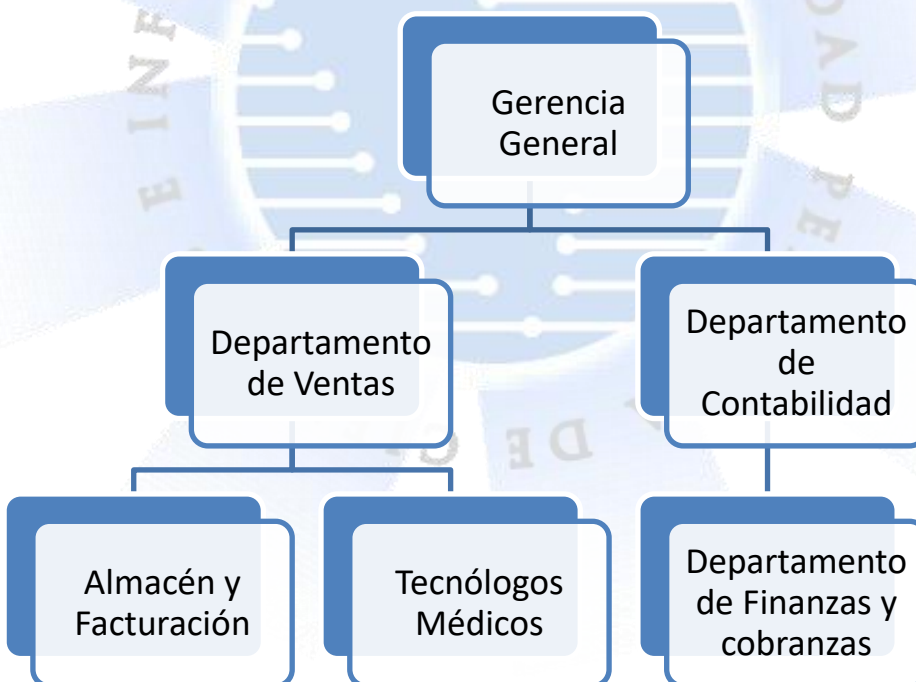 Gerencia
General
Departamento
de Ventas
Departamento
de
Contabilidad
Almacén y
Facturación
Tecnólogos
Médicos
Departamento
de Finanzas y
cobranzas